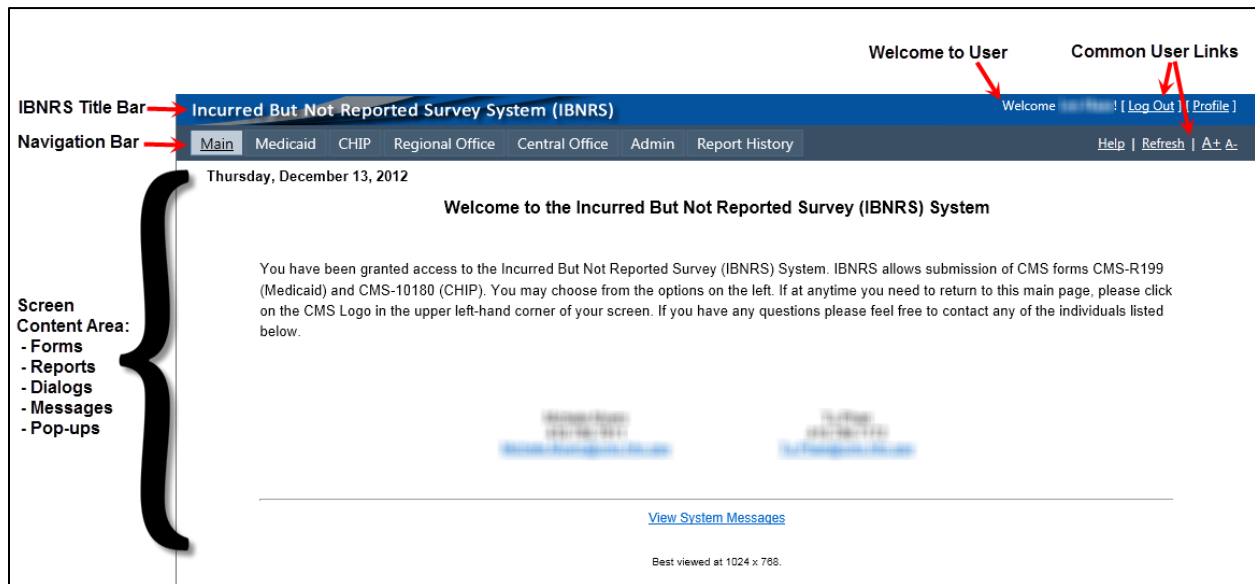 Welcome to User
Common User Links
IBNRS Title Bar
Incurred But Not Reported Survey System (IBNRS)
Welcome ! [ Log Out ] [ Profile ]
Navigation Bar
Main Medicaid CHIP Regional Office Central Office Admin Report History
Help | Refresh | A+ A-
Thursday, December 13, 2012
Welcome to the Incurred But Not Reported Survey (IBNRS) System
You have been granted access to the Incurred But Not Reported Survey (IBNRS) System. IBNRS allows submission of CMS forms CMS-R199
(Medicaid) and CMS-10180 (CHIP). You may choose from the options on the left. If at anytime you need to return to this main page, please click
on the CMS Logo in the upper left-hand corner of your screen. If you have any questions please feel free to contact any of the individuals listed
below.
Screen
Content Area:
- Forms
- Reports
- Dialogs
- Messages
- Pop-ups
View System Messages
Best viewed at 1024 x 768.